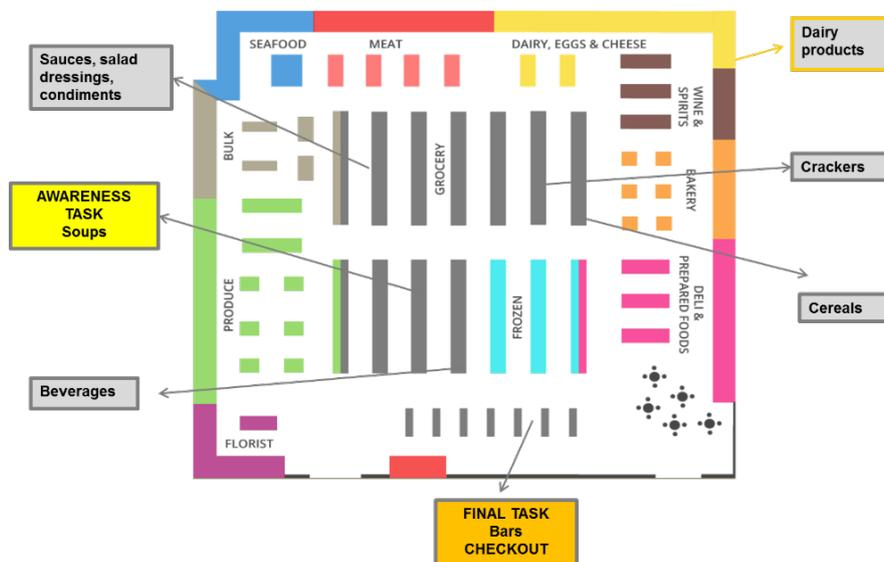 SEAFOOD
MEAT
DAIRY, EGGS & CHEESE
Dairy
products
Sauces, salad
dressings,
condiments
WINE &
SPIRITS
BULK
GROCERY
Crackers
BAKERY
AWARENESS
TASK
Soups
PRODUCE
FROZEN
DELI &
PREPARED FOODS
Cereals
Beverages
FLORIST
FINAL TASK
Bars
CHECKOUT